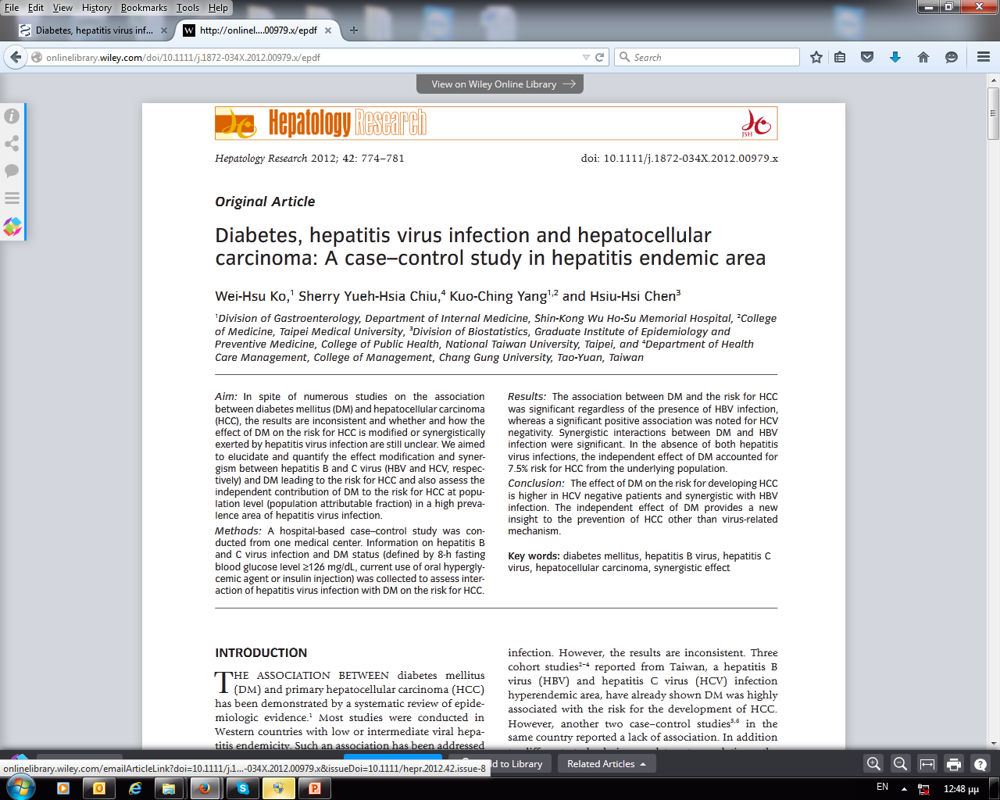 File Edit View History Bookmarks Tools Help
Diabetes, hepatitis virus inf... × W http://onlinel....00979.x/epdf × +
onlinelibrary.wiley.com/doi/10.1111/j.1872-034X.2012.00979.x/epdf Search
View on Wiley Online Library
Hepatology Research JSH
Hepatology Research 2012; 42: 774–781 doi: 10.1111/j.1872-034X.2012.00979.x
Original Article
Diabetes, hepatitis virus infection and hepatocellular
carcinoma: A case–control study in hepatitis endemic area
Wei-Hsu Ko,¹ Sherry Yueh-Hsia Chiu,⁴ Kuo-Ching Yang¹,² and Hsiu-Hsi Chen³
¹Division of Gastroenterology, Department of Internal Medicine, Shin-Kong Wu Ho-Su Memorial Hospital, ²College
of Medicine, Taipei Medical University, ³Division of Biostatistics, Graduate Institute of Epidemiology and
Preventive Medicine, College of Public Health, National Taiwan University, Taipei, and ⁴Department of Health
Care Management, College of Management, Chang Gung University, Tao-Yuan, Taiwan
Aim: In spite of numerous studies on the association
between diabetes mellitus (DM) and hepatocellular carcinoma
(HCC), the results are inconsistent and whether and how the
effect of DM on the risk for HCC is modified or synergistically
exerted by hepatitis virus infection are still unclear. We aimed
to elucidate and quantify the effect modification and syner-
gism between hepatitis B and C virus (HBV and HCV, respec-
tively) and DM leading to the risk for HCC and also assess the
independent contribution of DM to the risk for HCC at popu-
lation level (population attributable fraction) in a high preva-
lence area of hepatitis virus infection.
Methods: A hospital-based case–control study was con-
ducted from one medical center. Information on hepatitis B
and C virus infection and DM status (defined by 8-h fasting
blood glucose level ≥126 mg/dL, current use of oral hypergly-
cemic agent or insulin injection) was collected to assess inter-
action of hepatitis virus infection with DM on the risk for HCC.
Results: The association between DM and the risk for HCC
was significant regardless of the presence of HBV infection,
whereas a significant positive association was noted for HCV
negativity. Synergistic interactions between DM and HBV
infection were significant. In the absence of both hepatitis
virus infections, the independent effect of DM accounted for
7.5% risk for HCC from the underlying population.
Conclusion: The effect of DM on the risk for developing HCC
is higher in HCV negative patients and synergistic with HBV
infection. The independent effect of DM provides a new
insight to the prevention of HCC other than virus-related
mechanism.
Key words: diabetes mellitus, hepatitis B virus, hepatitis C
virus, hepatocellular carcinoma, synergistic effect
INTRODUCTION
THE ASSOCIATION BETWEEN diabetes mellitus
(DM) and primary hepatocellular carcinoma (HCC)
has been demonstrated by a systematic review of epide-
miologic evidence.¹ Most studies were conducted in
Western countries with low or intermediate viral hepa-
titis endemicity. Such an association has been addressed
infection. However, the results are inconsistent. Three
cohort studies²⁻⁴ reported from Taiwan, a hepatitis B
virus (HBV) and hepatitis C virus (HCV) infection
hyperendemic area, have already shown DM was highly
associated with the risk for the development of HCC.
However, another two case–control studies⁵,⁶ in the
same country reported a lack of association. In addition
to Library Related Articles
onlinelibrary.wiley.com/emailArticleLink?doi=10.1111/j.1...-034X.2012.00979.x&issueDoi=10.1111/hepr.2012.42.issue-8
EN 12:48 μμ